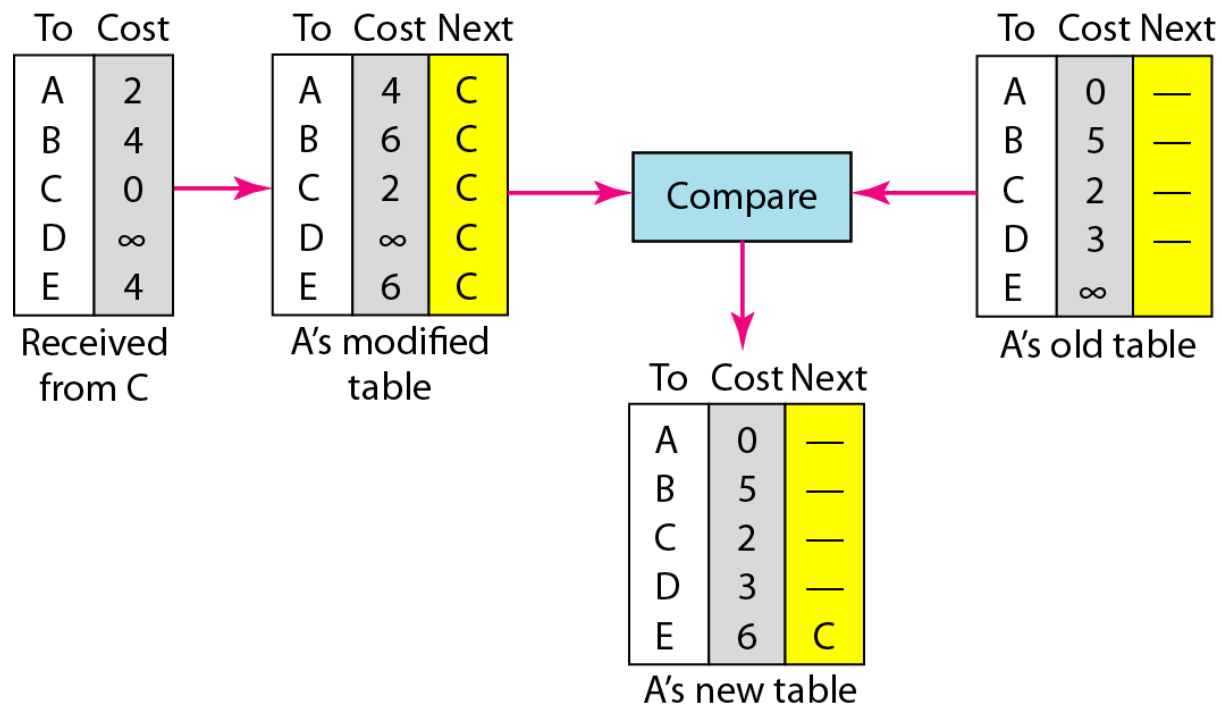 To Cost
A 2
B 4
C 0
D ∞
E 4
Received
from C
To Cost Next
A 4 C
B 6 C
C 2 C
D ∞ C
E 6 C
A's modified
table
Compare
To Cost Next
A 0 —
B 5 —
C 2 —
D 3 —
E ∞
A's old table
To Cost Next
A 0 —
B 5 —
C 2 —
D 3 —
E 6 C
A's new table